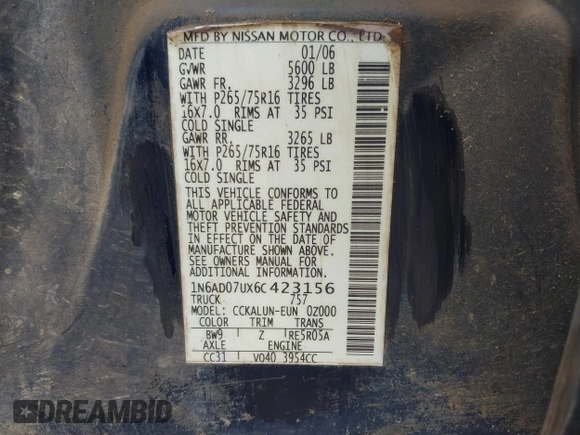 MFD BY NISSAN MOTOR CO., LTD.
DATE 01/06
GVWR 5600 LB
GAWR FR. 3296 LB
WITH P265/75R16 TIRES
16X7.0 RIMS AT 35 PSI
COLD SINGLE
GAWR RR. 3265 LB
WITH P265/75R16 TIRES
16X7.0 RIMS AT 35 PSI
COLD SINGLE
THIS VEHICLE CONFORMS TO
ALL APPLICABLE FEDERAL
MOTOR VEHICLE SAFETY AND
THEFT PREVENTION STANDARDS
IN EFFECT ON THE DATE OF
MANUFACTURE SHOWN ABOVE.
SEE OWNERS MANUAL FOR
ADDITIONAL INFORMATION
1N6AD07UX6C423156
TRUCK 757
MODEL: CCKALUN-EUN 0Z000
COLOR TRIM TRANS
BW9 Z RE5R05A
AXLE ENGINE
CC31 VQ40 3954CC
DREAMBID